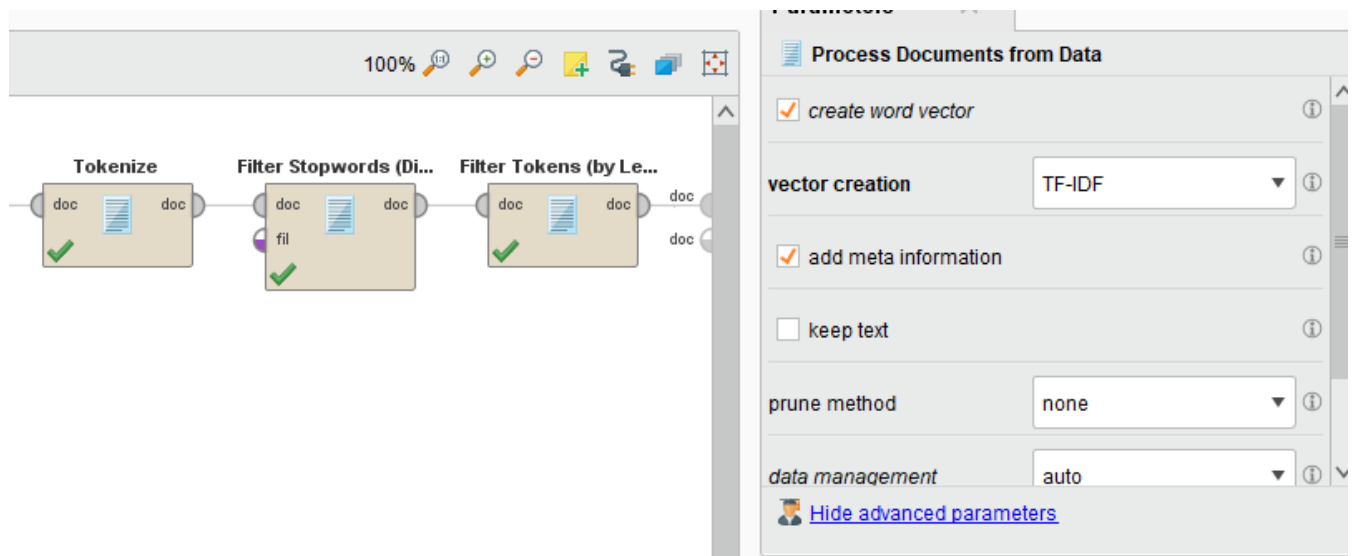 Parameters
100%
Process Documents from Data
create word vector
Tokenize
Filter Stopwords (Di...
Filter Tokens (by Le...
vector creation
TF-IDF
doc
doc
doc
doc
doc
doc
doc
fil
doc
add meta information
keep text
prune method
none
data management
auto
Hide advanced parameters